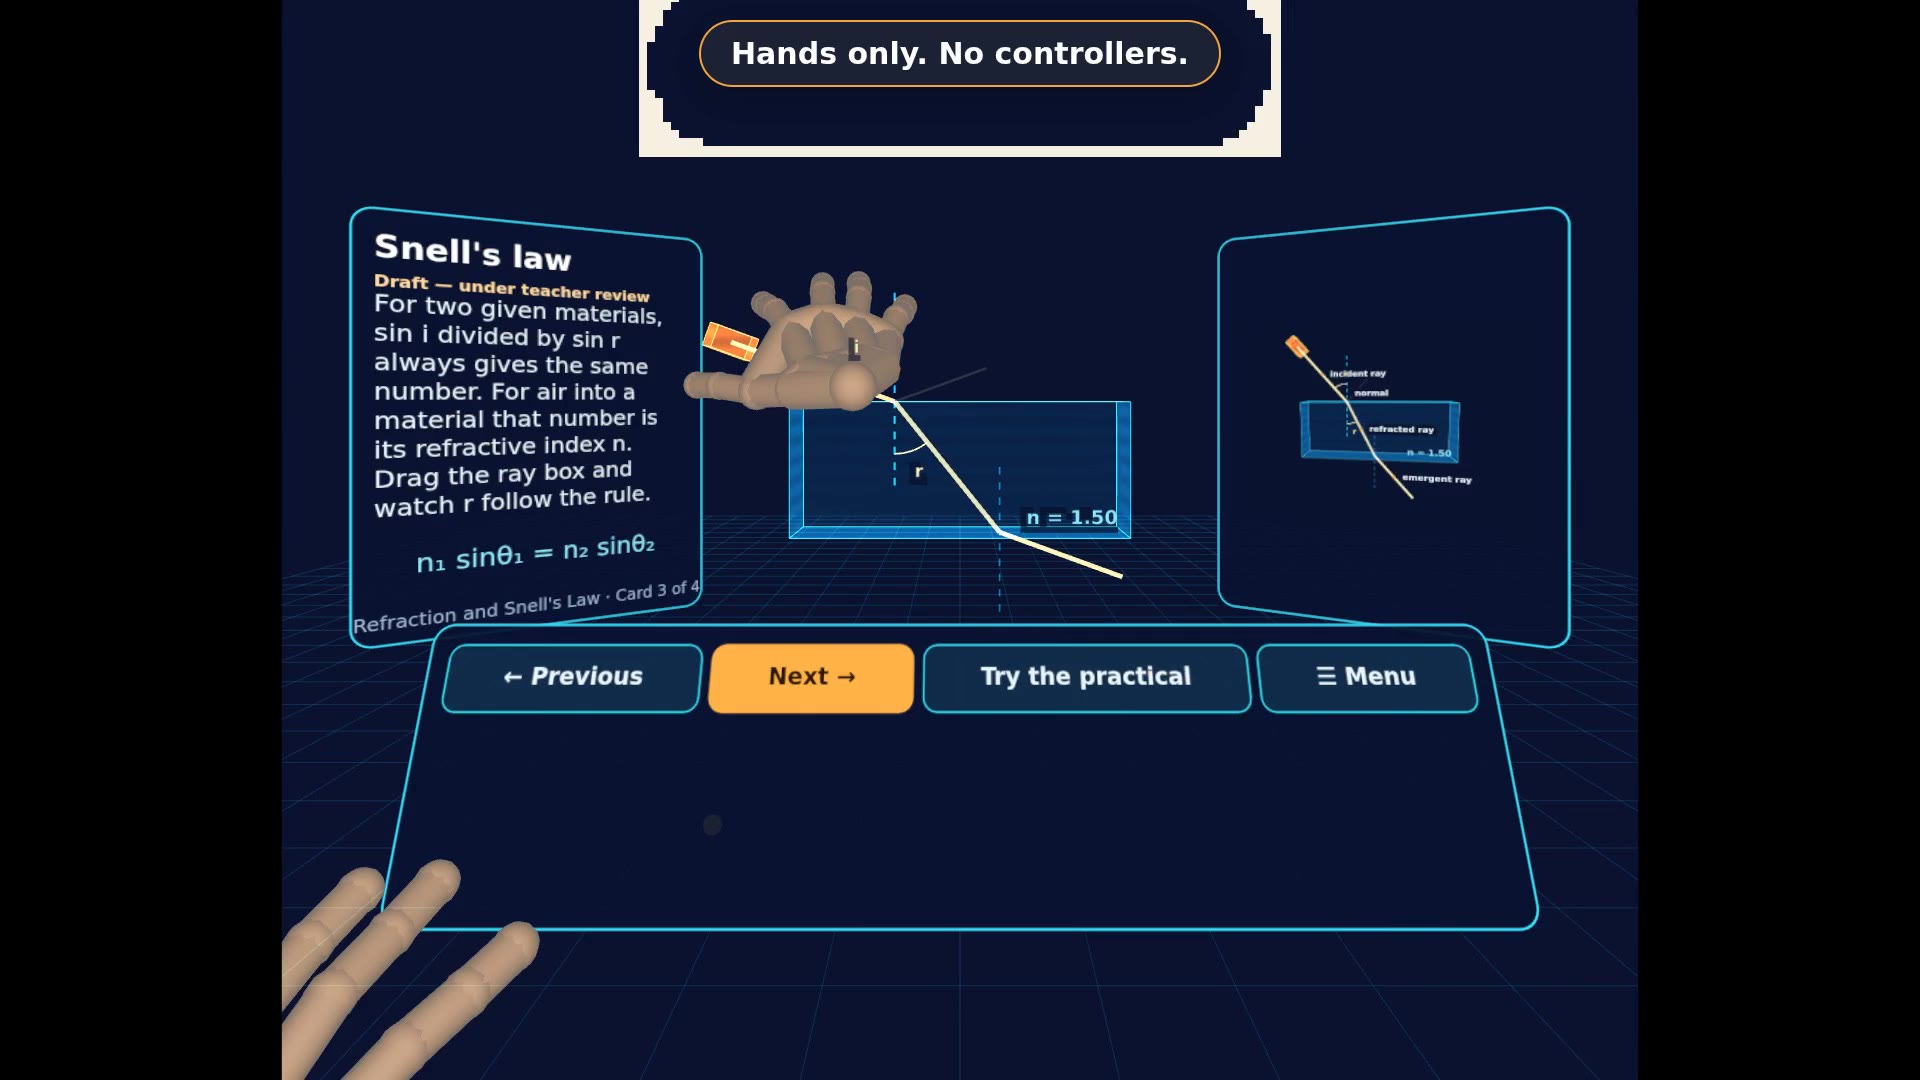 Hands only. No controllers.
Snell's law
Draft — under teacher review
For two given materials,
sin i divided by sin r
always gives the same
number. For air into a
material that number is
its refractive index n.
Drag the ray box and
watch r follow the rule.
n₁ sinθ₁ = n₂ sinθ₂
Refraction and Snell's Law · Card 3 of 4
i
r
n = 1.50
incident ray
normal
r
refracted ray
n = 1.50
emergent ray
← Previous
Next →
Try the practical
☰ Menu